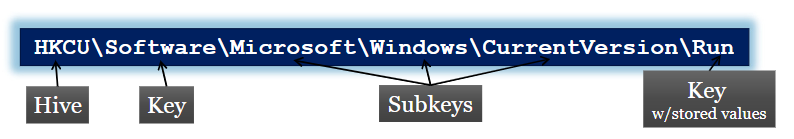 HKCU\Software\Microsoft\Windows\CurrentVersion\Run
Hive
Key
Subkeys
Key
w/stored values